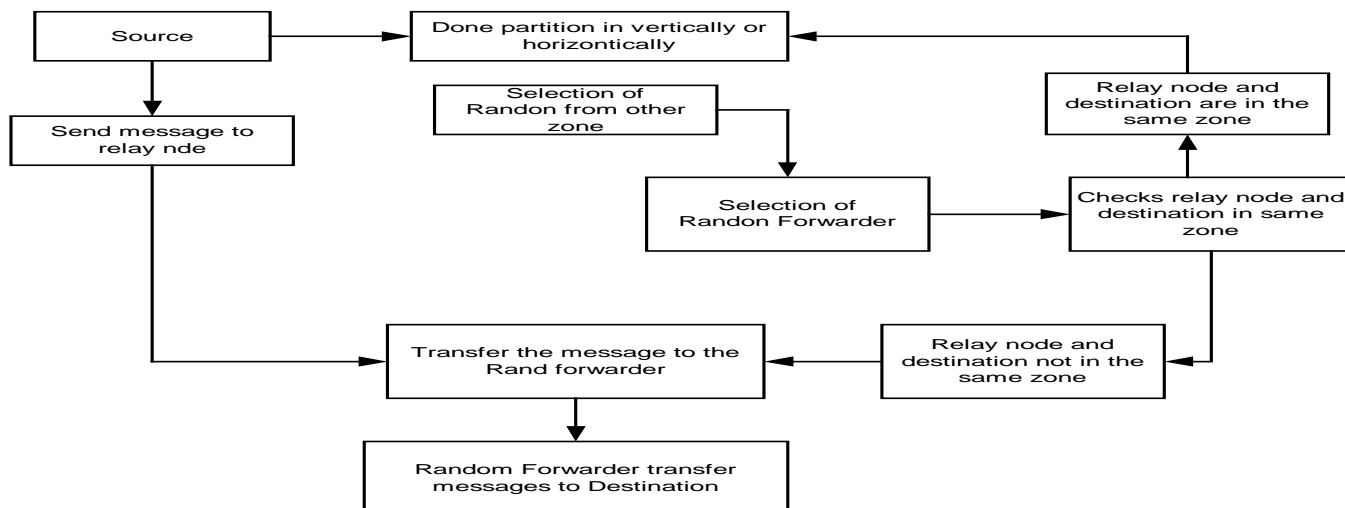 Source
Done partition in vertically or
horizontically
Selection of
Randon from other
zone
Relay node and
destination are in the
same zone
Send message to
relay nde
Selection of
Randon Forwarder
Checks relay node and
destination in same
zone
Transfer the message to the
Rand forwarder
Relay node and
destination not in the
same zone
Random Forwarder transfer
messages to Destination